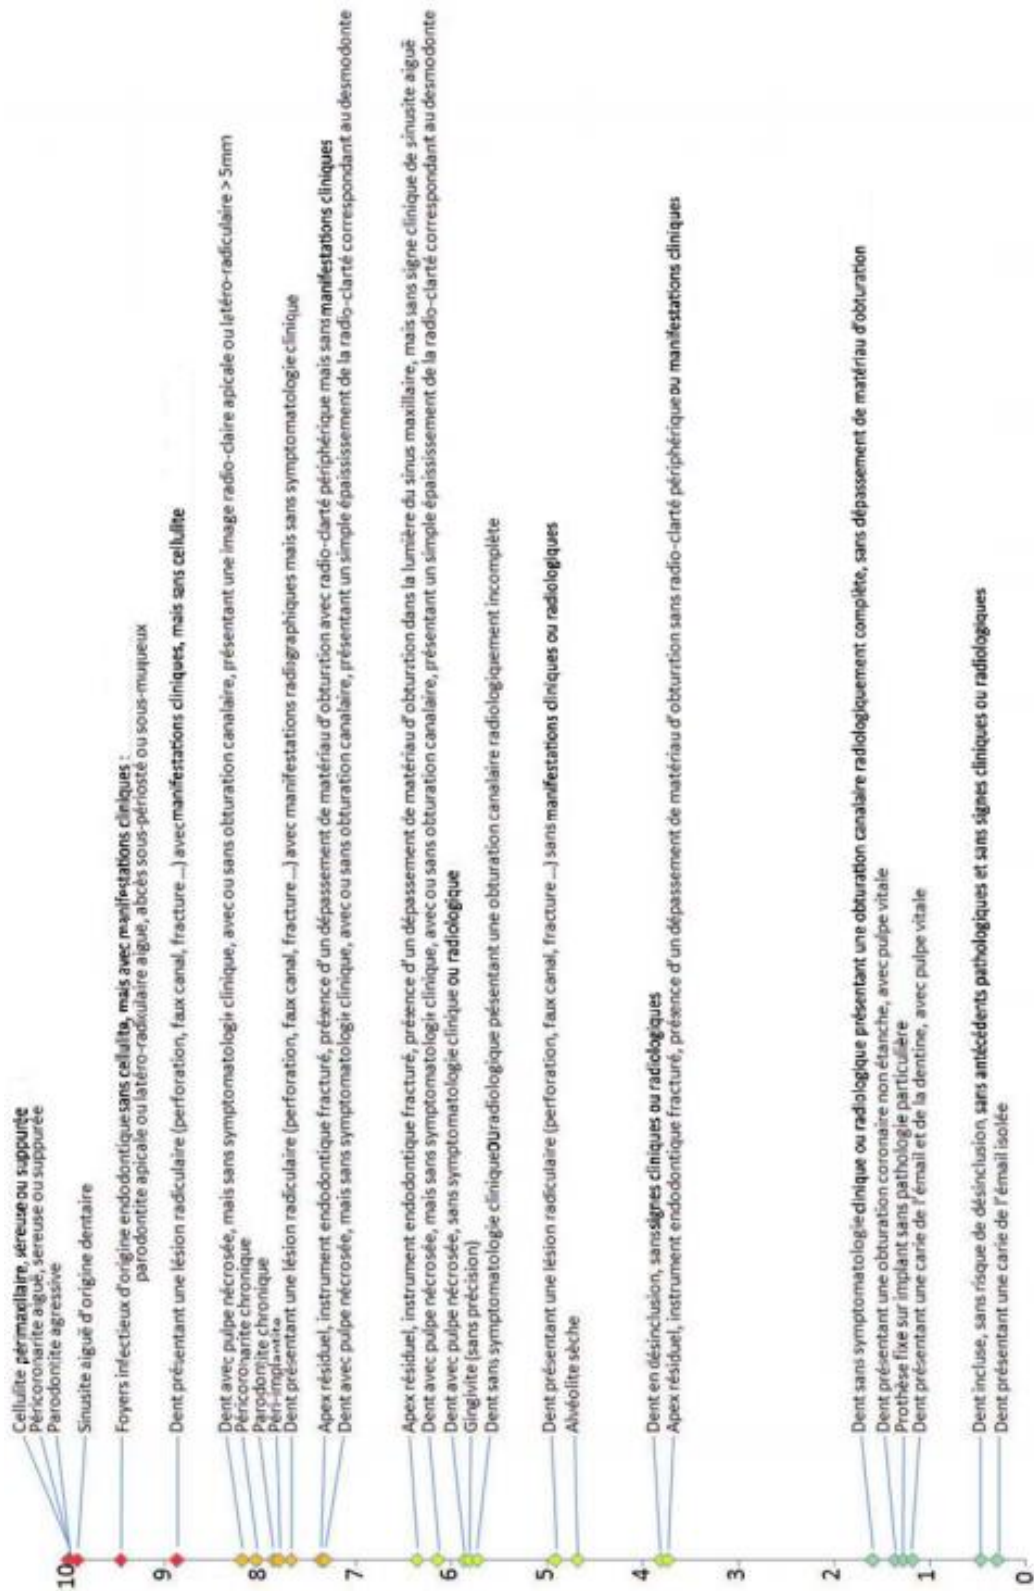 Cellulite périmaxillaire, séreuse ou suppurée
Péricoronarite aiguë, séreuse ou suppurée
Parodontite agressive
Sinusite aiguë d'origine dentaire
Foyers infectieux d'origine endodontique sans cellulite, mais avec manifestations cliniques :
parodontite apicale ou latéro-radiculaire aigue, abcès sous-périosté ou sous-muqueux
Dent présentant une lésion radiculaire (perforation, faux canal, fracture...) avec manifestations cliniques, mais sans cellulite
Dent avec pulpe nécrosée, mais sans symptomatologie clinique, avec ou sans obturation canalaire, présentant une image radio-claire apicale ou latéro-radiculaire > 5mm
Péricoronarite chronique
Parodontite chronique
Péri-implantite
Dent présentant une lésion radiculaire (perforation, faux canal, fracture...) avec manifestations radiographiques mais sans symptomatologie clinique
Apex résiduel, instrument endodontique fracturé, présence d'un dépassement de matériau d'obturation avec radio-clarté périphérique mais sans manifestations cliniques
Dent avec pulpe nécrosée, mais sans symptomatologie clinique, avec ou sans obturation canalaire, présentant un simple épaississement de la radio-clarté correspondant au desmodonte
Apex résiduel, instrument endodontique fracturé, présence d'un dépassement de matériau d'obturation dans la lumière du sinus maxillaire, mais sans signe clinique de sinusite aiguë
Dent avec pulpe nécrosée, mais sans symptomatologie clinique, avec ou sans obturation canalaire, présentant un simple épaississement de la radio-clarté correspondant au desmodonte
Dent avec pulpe nécrosée, sans symptomatologie clinique ou radiologique
Gingivite (sans précision)
Dent sans symptomatologie clinique OU radiologique pésentant une obturation canalaire radiologiquement incomplète
Dent présentant une lésion radiculaire (perforation, faux canal, fracture...) sans manifestations cliniques ou radiologiques
Alvéolite sèche
Dent en désinclusion, sans signes cliniques ou radiologiques
Apex résiduel, instrument endodontique fracturé, présence d'un dépassement de matériau d'obturation sans radio-clarté périphérique ou manifestations cliniques
Dent sans symptomatologie clinique ou radiologique présentant une obturation canalaire radiologiquement complète, sans dépassement de matériau d'obturation
Dent présentant une obturation coronaire non étanche, avec pulpe vitale
Prothèse fixe sur implant sans pathologie particulière
Dent présentant une carie de l'émail et de la dentine, avec pulpe vitale
Dent incluse, sans risque de désinclusion, sans antécédents pathologiques et sans signes cliniques ou radiologiques
Dent présentant une carie de l'émail isolée
10
9
8
7
6
5
4
3
2
1
0